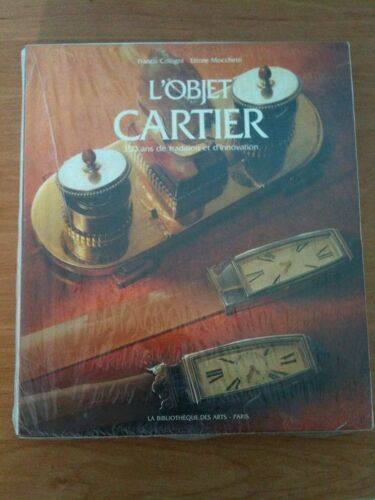 Franco Cologni · Ettore Mocchetti
L'OBJET
CARTIER
150 ans de tradition et d'innovation
LA BIBLIOTHÈQUE DES ARTS - PARIS